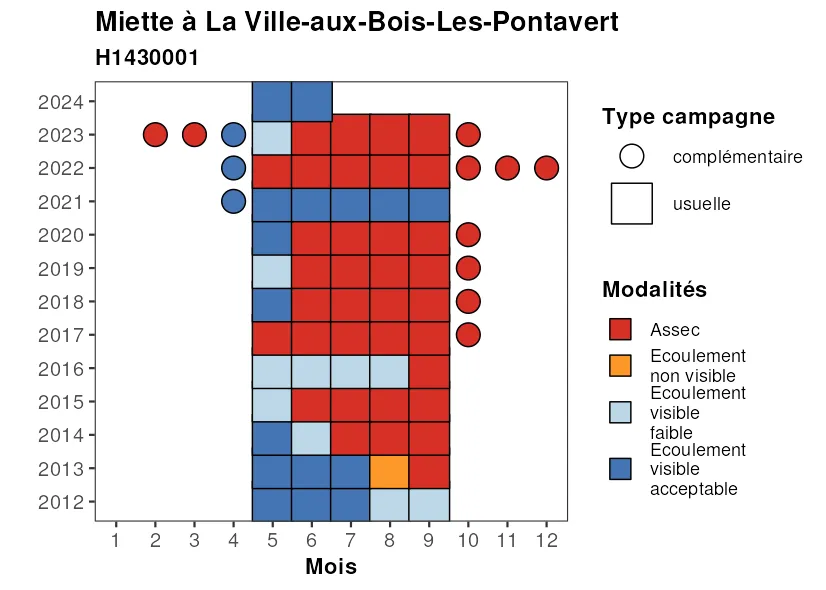 Miette à La Ville-aux-Bois-Les-Pontavert
H1430001
2024
2023
2022
2021
2020
2019
2018
2017
2016
2015
2014
2013
2012
1 2 3 4 5 6 7 8 9 10 11 12
Mois
Type campagne
complémentaire
usuelle
Modalités
Assec
Ecoulement
non visible
Ecoulement
visible
faible
Ecoulement
visible
acceptable